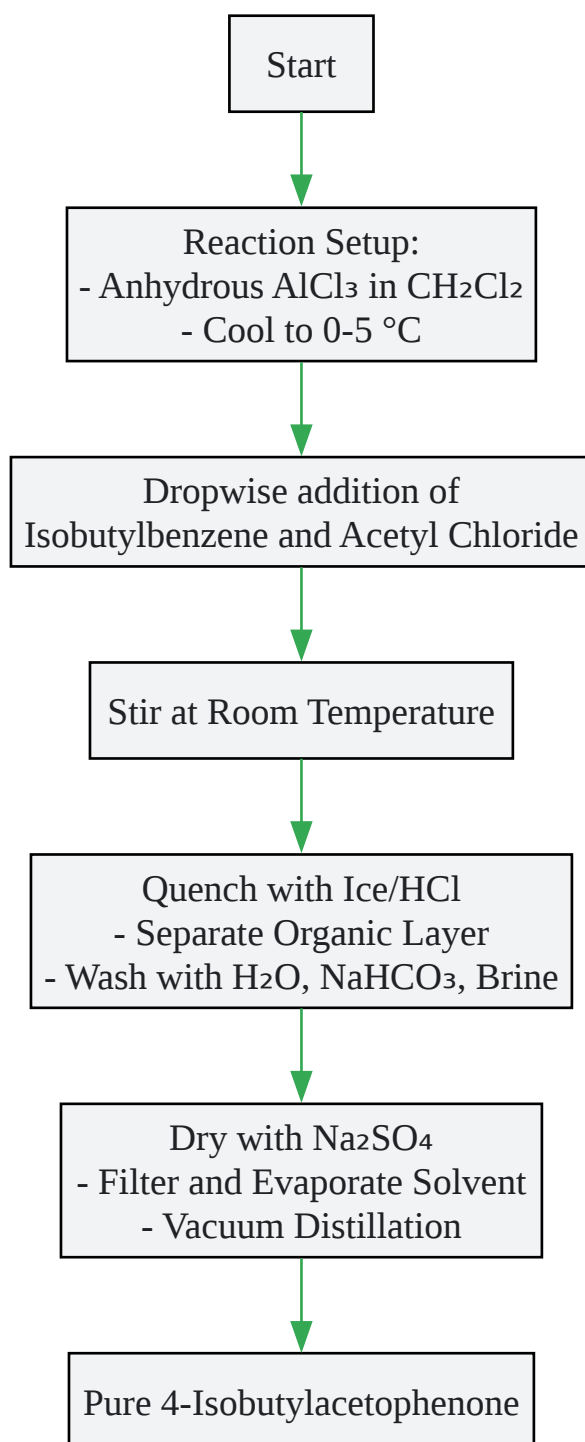 Start
Reaction Setup:
- Anhydrous AlCl₃ in CH₂Cl₂
- Cool to 0-5 °C
Dropwise addition of
Isobutylbenzene and Acetyl Chloride
Stir at Room Temperature
Quench with Ice/HCl
- Separate Organic Layer
- Wash with H₂O, NaHCO₃, Brine
Dry with Na₂SO₄
- Filter and Evaporate Solvent
- Vacuum Distillation
Pure 4-Isobutylacetophenone